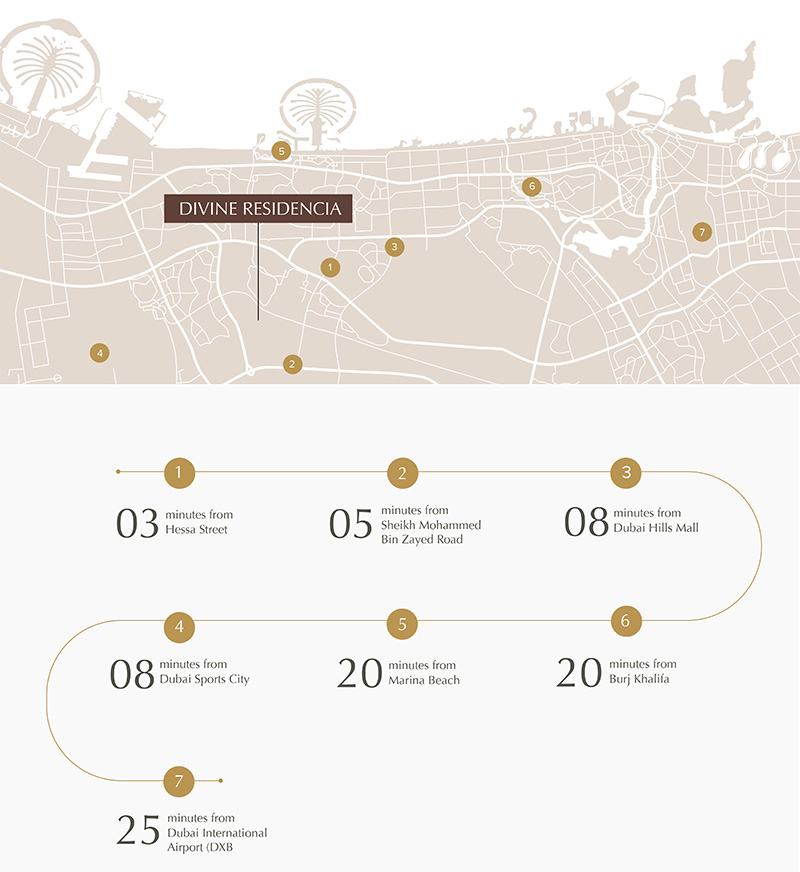 5
6
DIVINE RESIDENCIA
7
3
1
4
2
1
2
3
03
minutes from
Hessa Street
05
minutes from
Sheikh Mohammed
Bin Zayed Road
08
minutes from
Dubai Hills Mall
4
5
6
08
minutes from
Dubai Sports City
20
minutes from
Marina Beach
20
minutes from
Burj Khalifa
7
25
minutes from
Dubai International
Airport (DXB